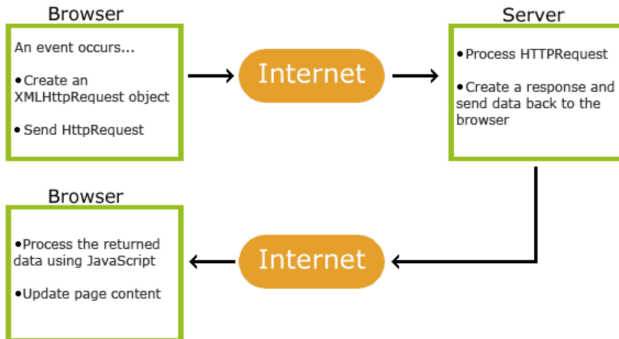 Browser
An event occurs...
•Create an
XMLHttpRequest object
• Send HttpRequest
Internet
Server
•Process HTTPRequest
•Create a response and
send data back to the
browser
Browser
•Process the returned
data using JavaScript
•Update page content
Internet